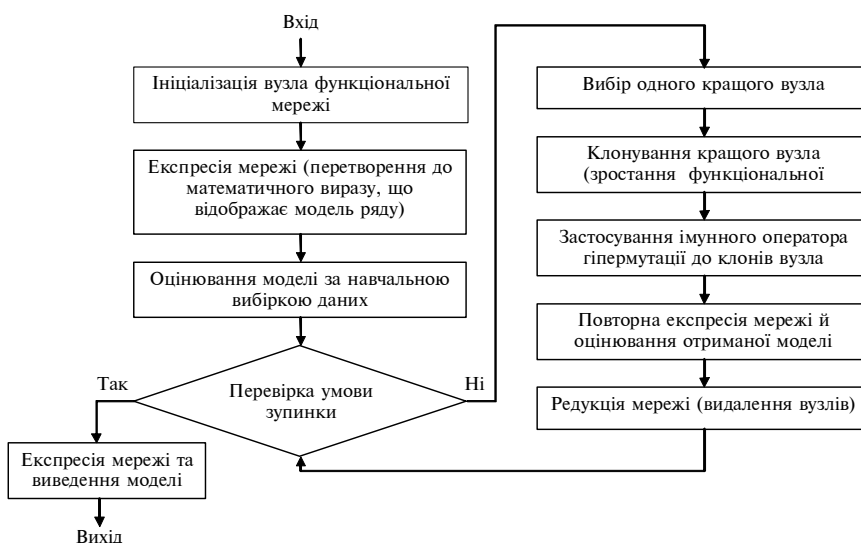 Вхід
Ініціалізація вузла функціональної
мережі
Експресія мережі (перетворення до
математичного виразу, що
відображає модель ряду)
Оцінювання моделі за навчальною
вибіркою даних
Перевірка умови
зупинки
Так
Ні
Експресія мережі та
виведення моделі
Вихід
Вибір одного кращого вузла
Клонування кращого вузла
(зростання функціональної
Застосування імунного оператора
гіпермутації до клонів вузла
Повторна експресія мережі й
оцінювання отриманої моделі
Редукція мережі (видалення вузлів)